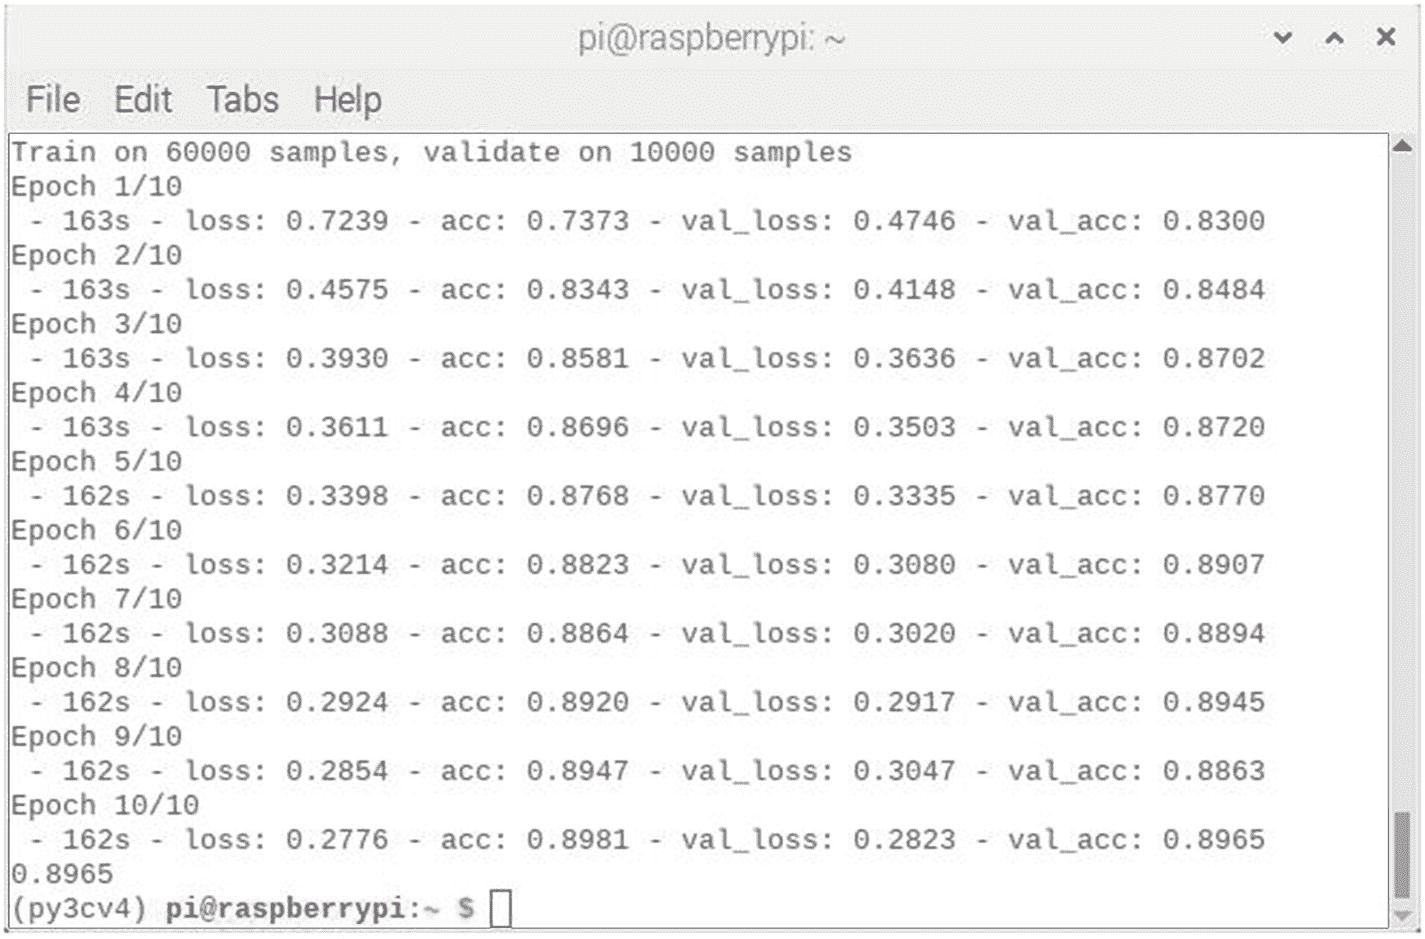 pi@raspberrypi: ~
File Edit Tabs Help
Train on 60000 samples, validate on 10000 samples
Epoch 1/10
 - 163s - loss: 0.7239 - acc: 0.7373 - val_loss: 0.4746 - val_acc: 0.8300
Epoch 2/10
 - 163s - loss: 0.4575 - acc: 0.8343 - val_loss: 0.4148 - val_acc: 0.8484
Epoch 3/10
 - 163s - loss: 0.3930 - acc: 0.8581 - val_loss: 0.3636 - val_acc: 0.8702
Epoch 4/10
 - 163s - loss: 0.3611 - acc: 0.8696 - val_loss: 0.3503 - val_acc: 0.8720
Epoch 5/10
 - 162s - loss: 0.3398 - acc: 0.8768 - val_loss: 0.3335 - val_acc: 0.8770
Epoch 6/10
 - 162s - loss: 0.3214 - acc: 0.8823 - val_loss: 0.3080 - val_acc: 0.8907
Epoch 7/10
 - 162s - loss: 0.3088 - acc: 0.8864 - val_loss: 0.3020 - val_acc: 0.8894
Epoch 8/10
 - 162s - loss: 0.2924 - acc: 0.8920 - val_loss: 0.2917 - val_acc: 0.8945
Epoch 9/10
 - 162s - loss: 0.2854 - acc: 0.8947 - val_loss: 0.3047 - val_acc: 0.8863
Epoch 10/10
 - 162s - loss: 0.2776 - acc: 0.8981 - val_loss: 0.2823 - val_acc: 0.8965
0.8965
(py3cv4) pi@raspberrypi:~ $